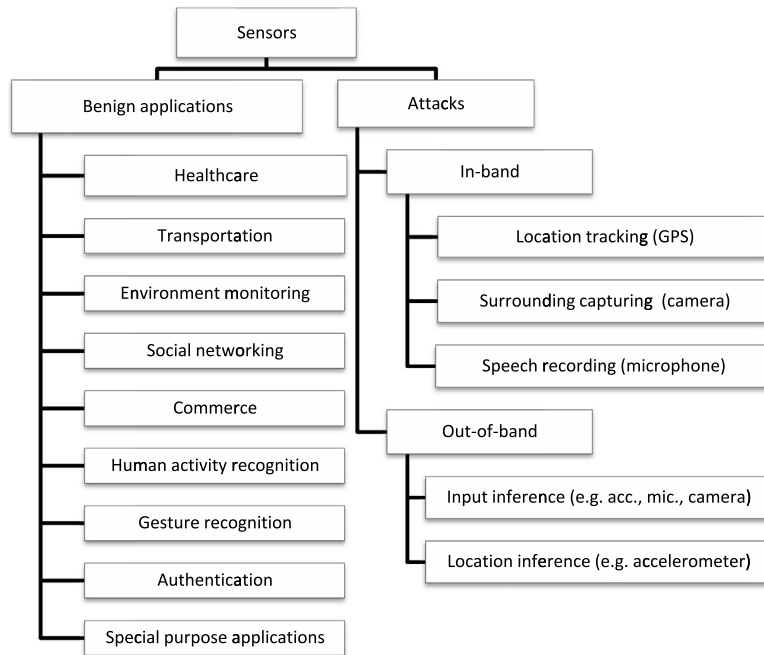 Sensors
Benign applications
Attacks
Healthcare
Transportation
Environment monitoring
Social networking
Commerce
Human activity recognition
Gesture recognition
Authentication
Special purpose applications
In-band
Location tracking (GPS)
Surrounding capturing (camera)
Speech recording (microphone)
Out-of-band
Input inference (e.g. acc., mic., camera)
Location inference (e.g. accelerometer)